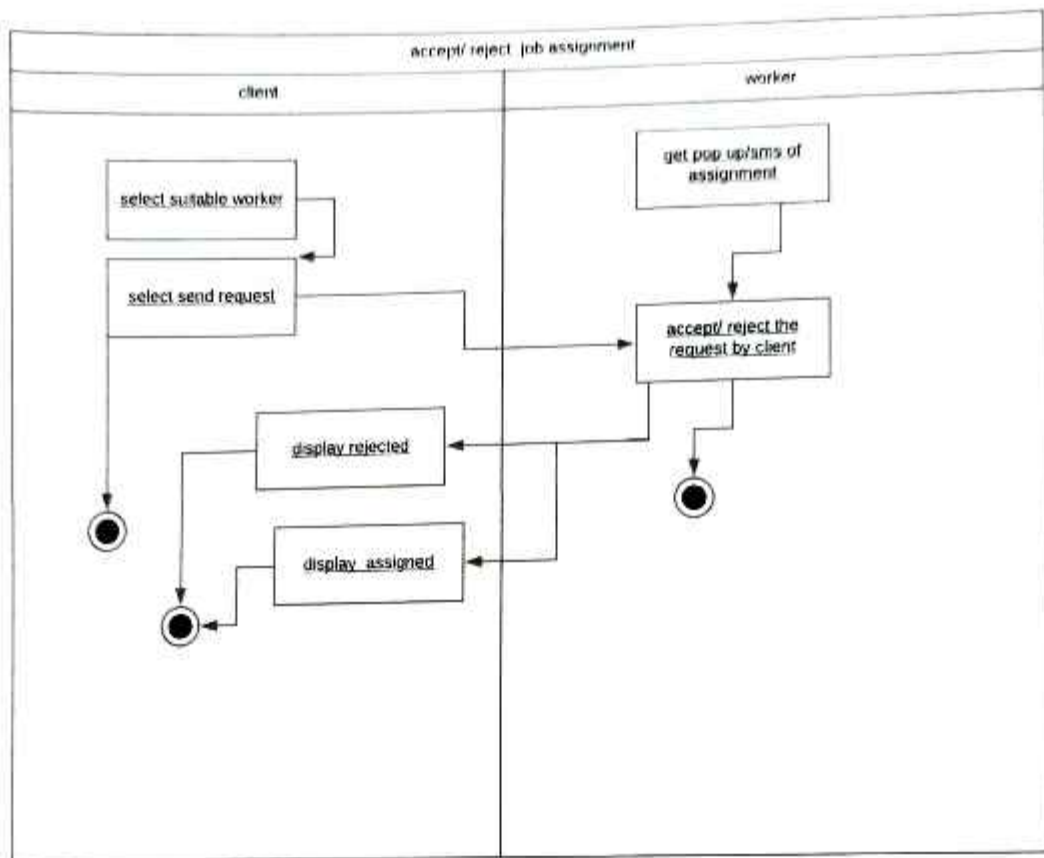 accept/ reject job assignment
client
worker
get pop up/sms of
assignment
select suitable worker
select send request
accept/ reject the
request by client
display rejected
display assigned